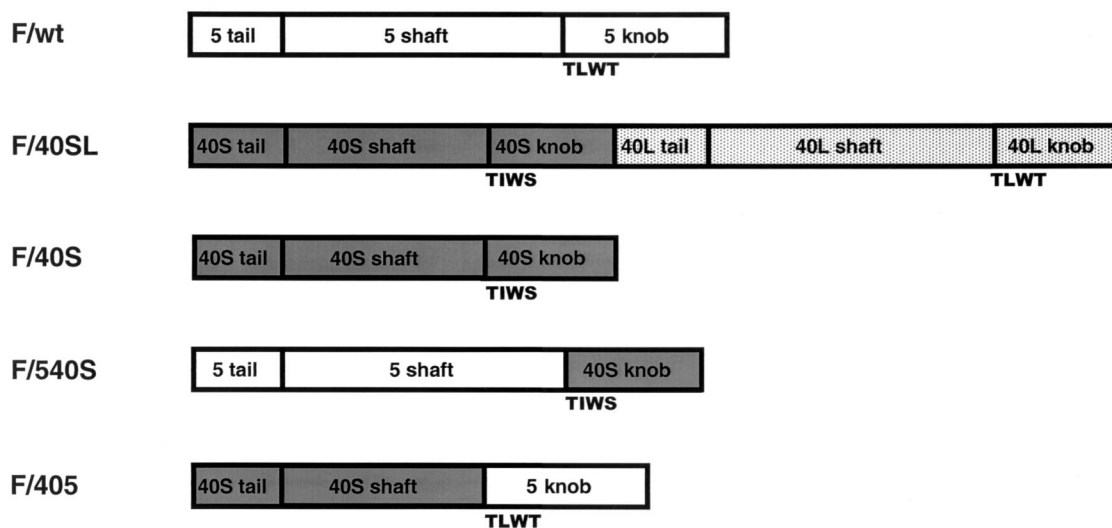 F/wt 5 tail 5 shaft 5 knob
TLWT
F/40SL 40S tail 40S shaft 40S knob 40L tail 40L shaft 40L knob
TIWS TLWT
F/40S 40S tail 40S shaft 40S knob
TIWS
F/540S 5 tail 5 shaft 40S knob
TIWS
F/405 40S tail 40S shaft 5 knob
TLWT